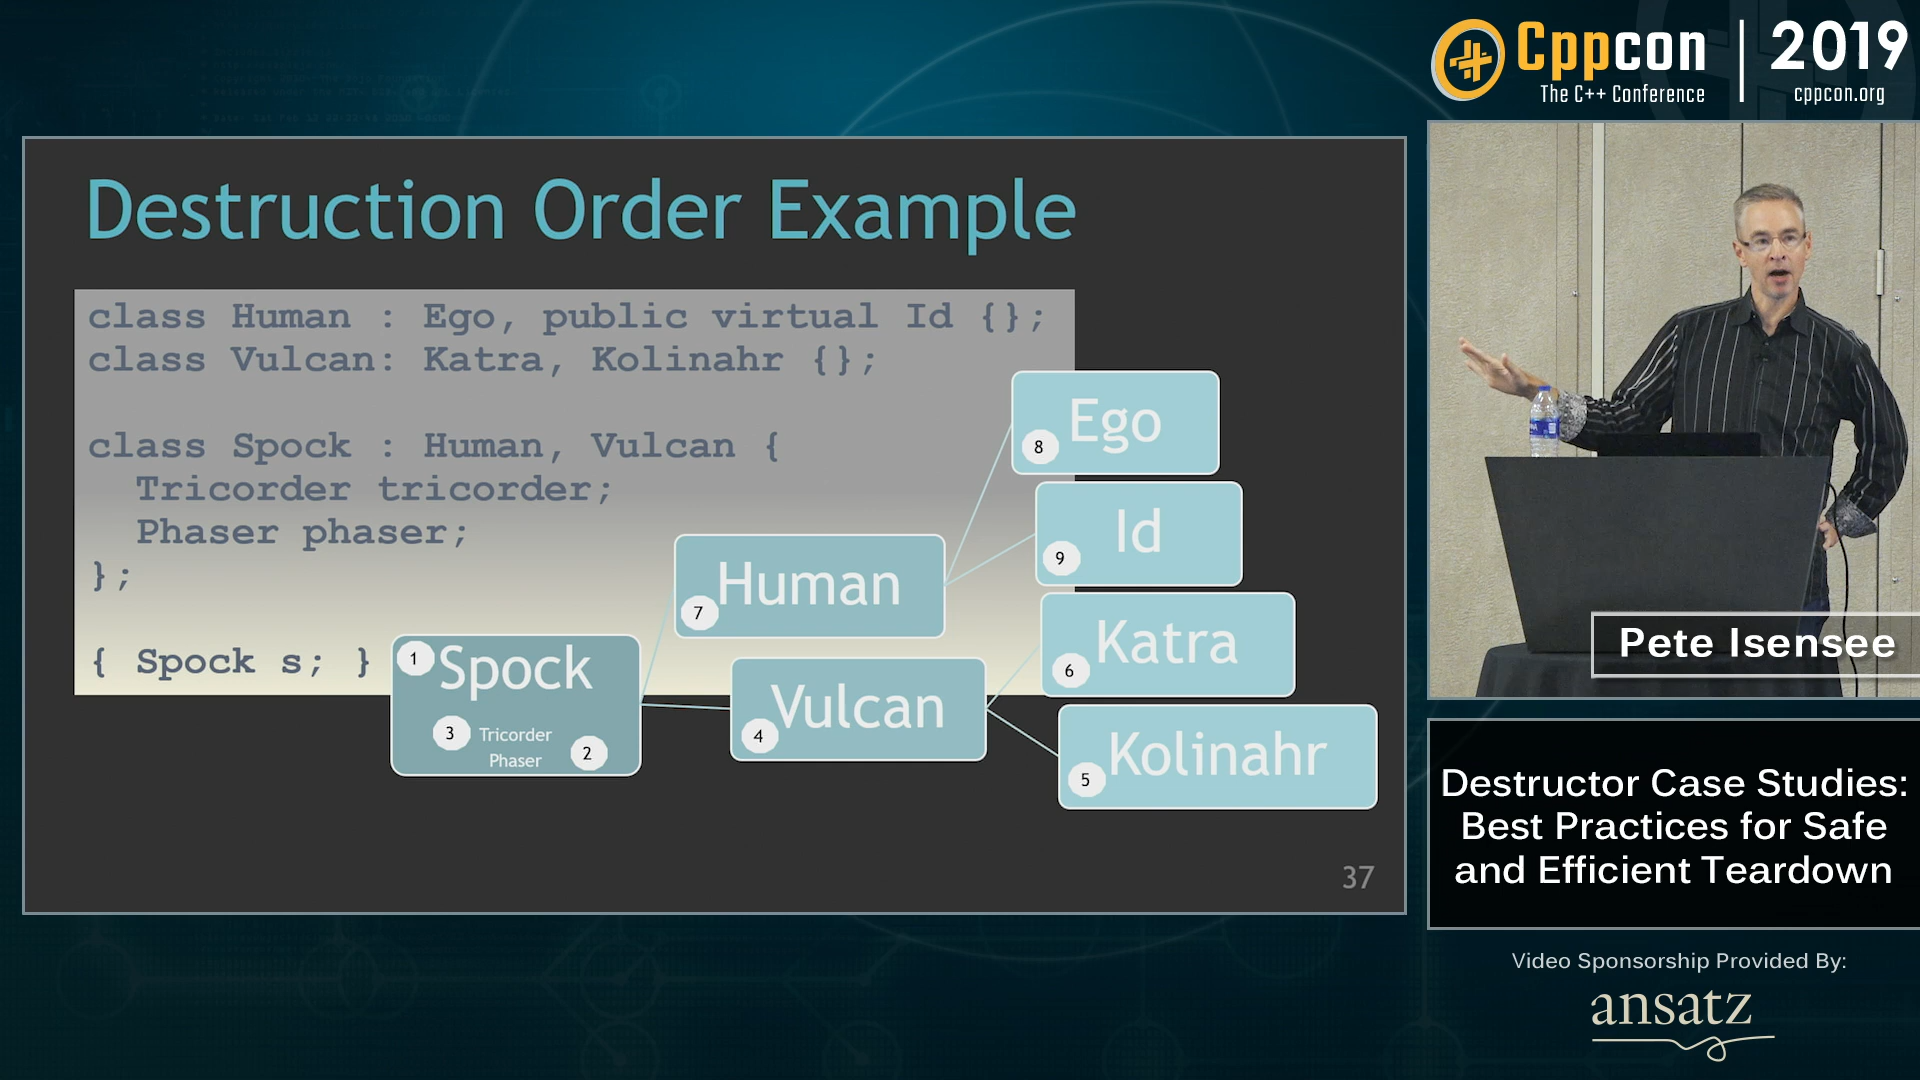 Cppcon
The C++ Conference
2019
cppcon.org
Destruction Order Example
class Human : Ego, public virtual Id {};
class Vulcan: Katra, Kolinahr {};
class Spock : Human, Vulcan {
Tricorder tricorder;
Phaser phaser;
};
{ Spock s; }
1 Spock
3 Tricorder
Phaser 2
7 Human
4 Vulcan
8 Ego
9 Id
6 Katra
5 Kolinahr
37
Pete Isensee
Destructor Case Studies:
Best Practices for Safe
and Efficient Teardown
Video Sponsorship Provided By:
ansatz